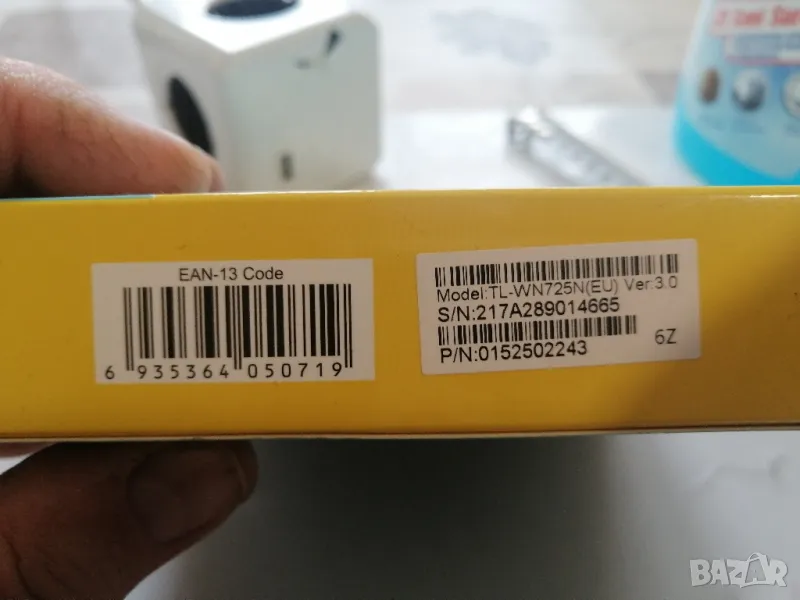 EAN-13 Code
6 935364 050719
Model:TL-WN725N(EU) Ver:3.0
S/N:217A289014665
P/N:0152502243
6Z
BAZAR